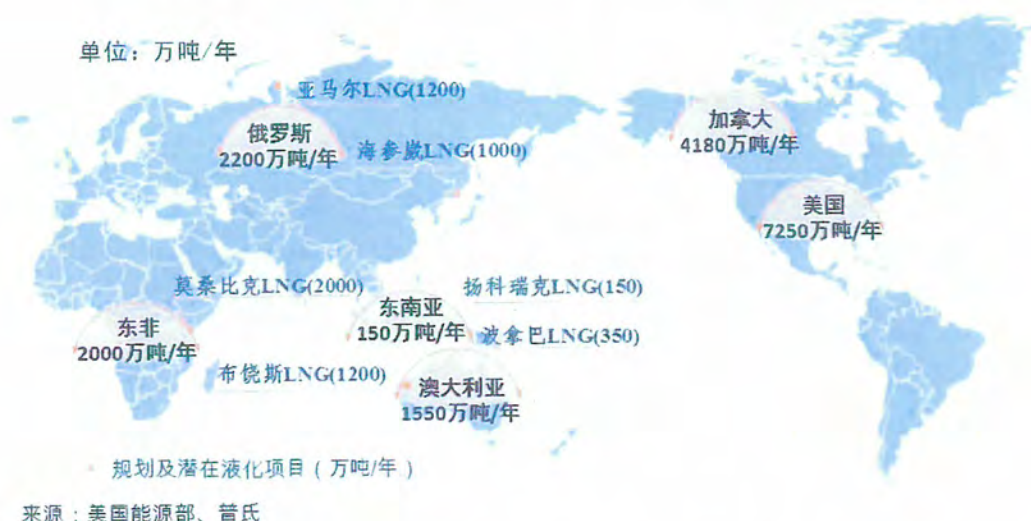 单位：万吨/年
亚马尔LNG(1200)
俄罗斯
2200万吨/年
海参崴LNG(1000)
加拿大
4180万吨/年
美国
7250万吨/年
莫桑比克LNG(2000)
扬科瑞克LNG(150)
东南亚
150万吨/年
波拿巴LNG(350)
东非
2000万吨/年
布饶斯LNG(1200)
澳大利亚
1550万吨/年
规划及潜在液化项目（万吨/年）
来源：美国能源部、普氏